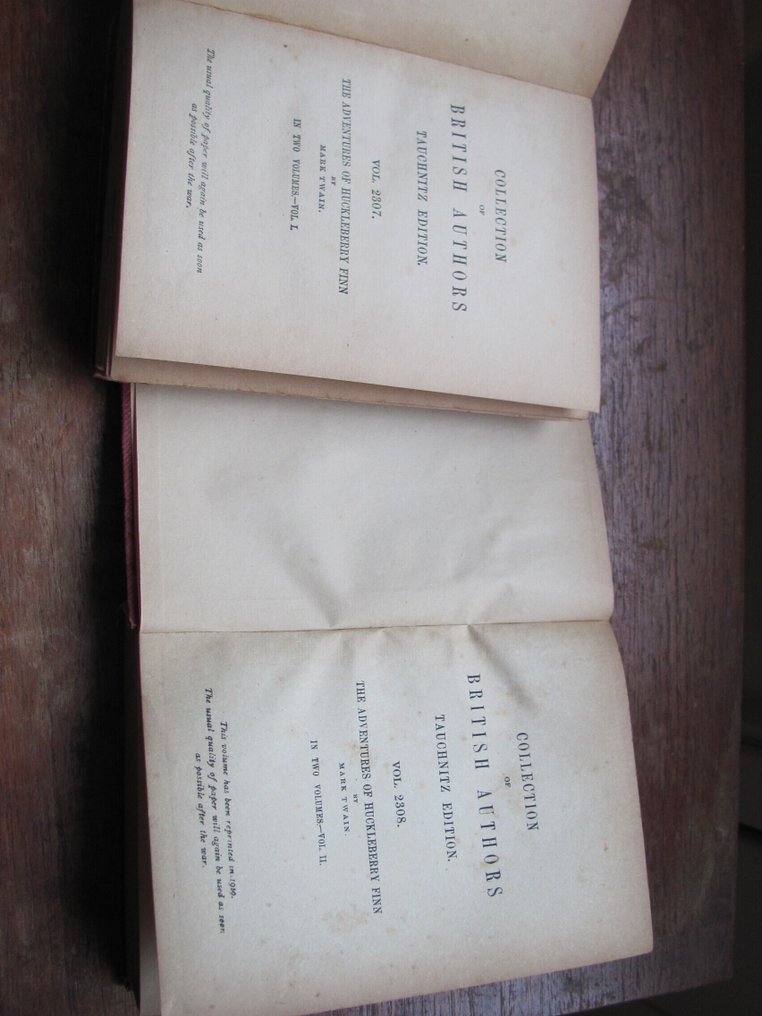 COLLECTION
OF
BRITISH AUTHORS
TAUCHNITZ EDITION.
VOL. 2307.
THE ADVENTURES OF HUCKLEBERRY FINN
BY
MARK TWAIN.
IN TWO VOLUMES.—VOL I.
The usual quality of paper will again be used as soon
as possible after the war.
COLLECTION
OF
BRITISH AUTHORS
TAUCHNITZ EDITION.
VOL. 2308.
THE ADVENTURES OF HUCKLEBERRY FINN
BY
MARK TWAIN.
IN TWO VOLUMES.—VOL II.
This volume has been reprinted in
The usual quality of paper will again be used as soon
as possible after the war.